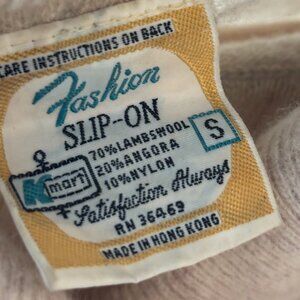 CARE INSTRUCTIONS ON BACK
Fashion
SLIP-ON
70% LAMBSWOOL
20% ANGORA
10% NYLON
S
Kmart
Satisfaction Always
RN 36469
MADE IN HONG KONG